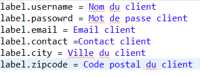 label.username = Nom du client
label.passowrd = Mot de passe client
label.email = Email client
label.contact =Contact client
label.city = Ville du client
label.zipcode = Code postal du client